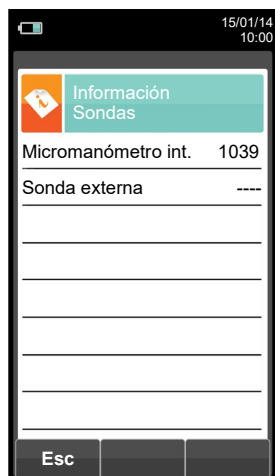 15/01/14
10:00
Información
Sondas
Micromanómetro int. 1039
Sonda externa ----
Esc